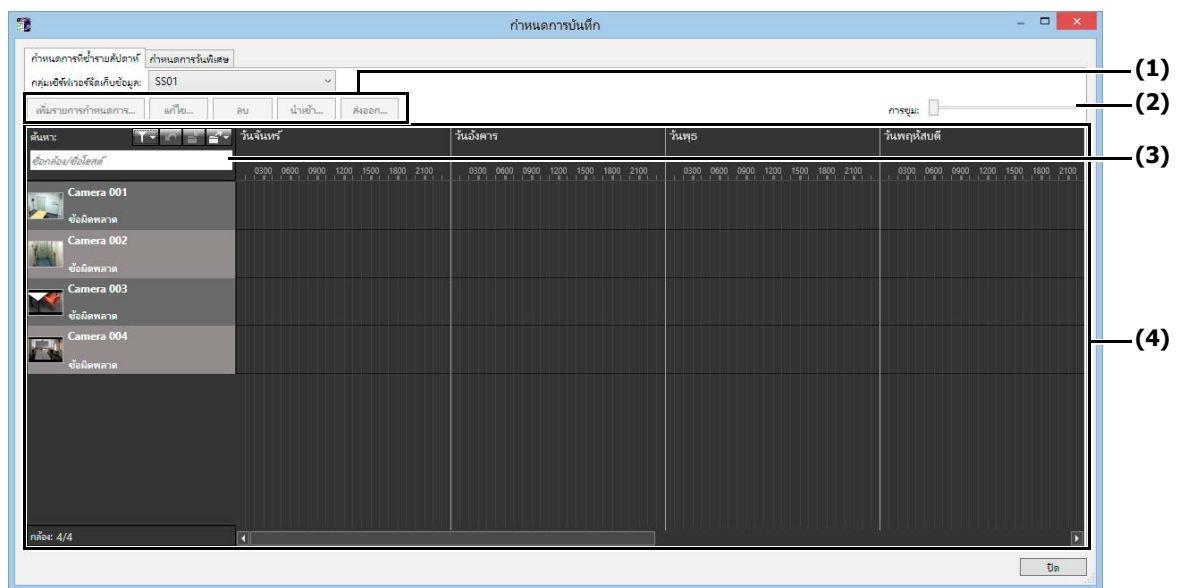 กำหนดการบันทึก
กำหนดการที่ซ้ำรายสัปดาห์ กำหนดการวันพิเศษ
กลุ่มเซิร์ฟเวอร์จัดเก็บข้อมูล: SS01
(1)
เพิ่มรายการกำหนดการ... แก้ไข... ลบ นำเข้า... ส่งออก... การซูม:
(2)
ค้นหา: วันจันทร์ วันอังคาร วันพุธ วันพฤหัสบดี
ชื่อกล้อง/ชื่อโฮสต์
(3)
0300 0600 0900 1200 1500 1800 2100 0300 0600 0900 1200 1500 1800 2100 0300 0600 0900 1200 1500 1800 2100 0300 0600 0900 1200 1500 1800 2100
Camera 001
ข้อผิดพลาด
Camera 002
ข้อผิดพลาด
Camera 003
ข้อผิดพลาด
Camera 004
ข้อผิดพลาด
(4)
กล้อง: 4/4
ปิด